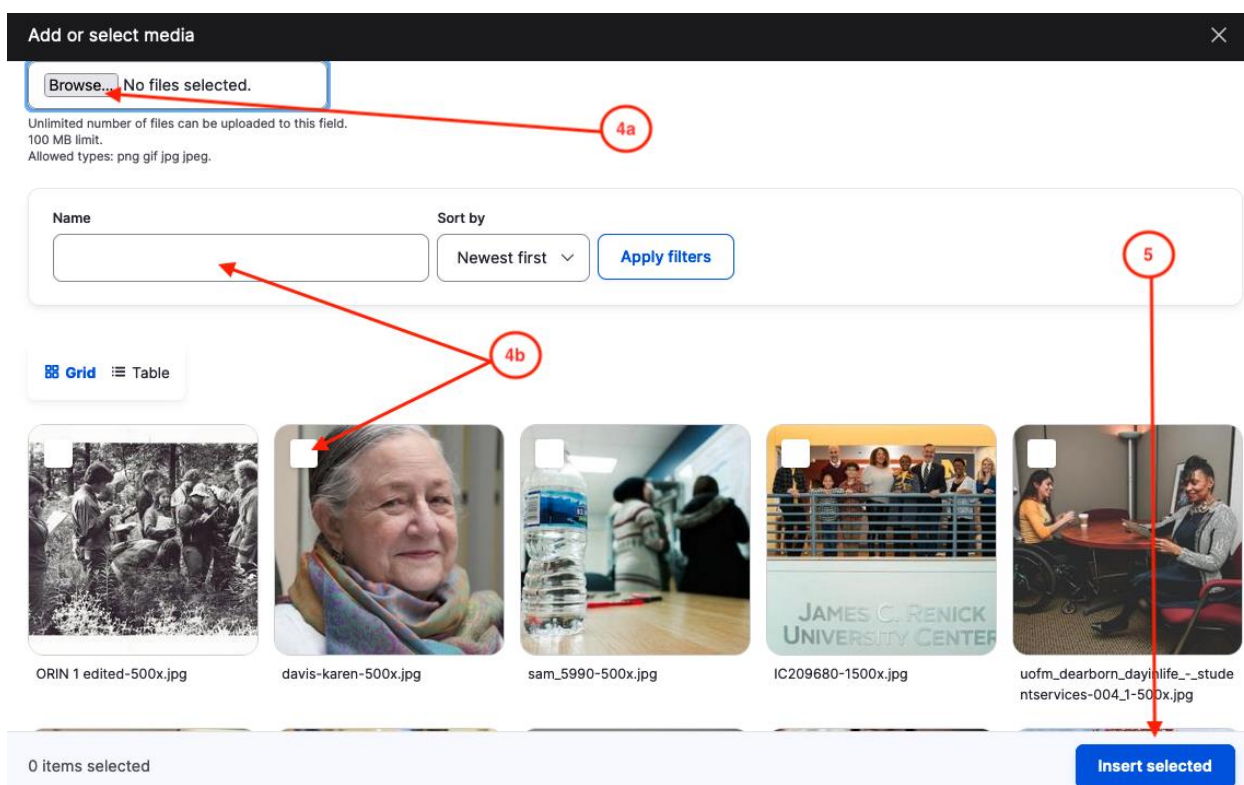 Add or select media
Browse... No files selected.
4a
Unlimited number of files can be uploaded to this field.
100 MB limit.
Allowed types: png gif jpg jpeg.
Name
Sort by
Newest first
Apply filters
5
4b
Grid
Table
JAMES C. RENICK
UNIVERSITY CENTER
ORIN 1 edited-500x.jpg
davis-karen-500x.jpg
sam_5990-500x.jpg
IC209680-1500x.jpg
uofm_dearborn_dayinlife_-_stude
ntservices-004_1-500x.jpg
0 items selected
Insert selected